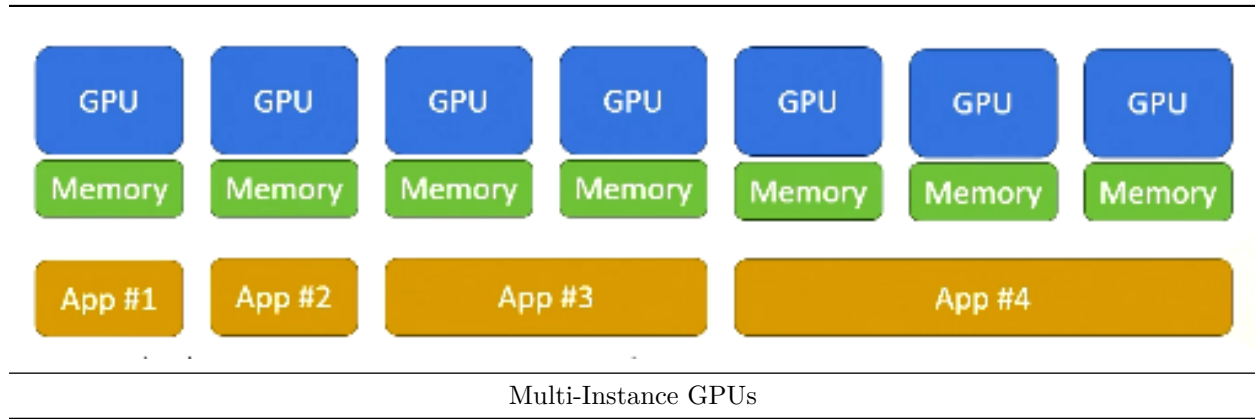 GPU GPU GPU GPU GPU GPU GPU
Memory Memory Memory Memory Memory Memory Memory
App #1 App #2 App #3 App #4
Multi-Instance GPUs